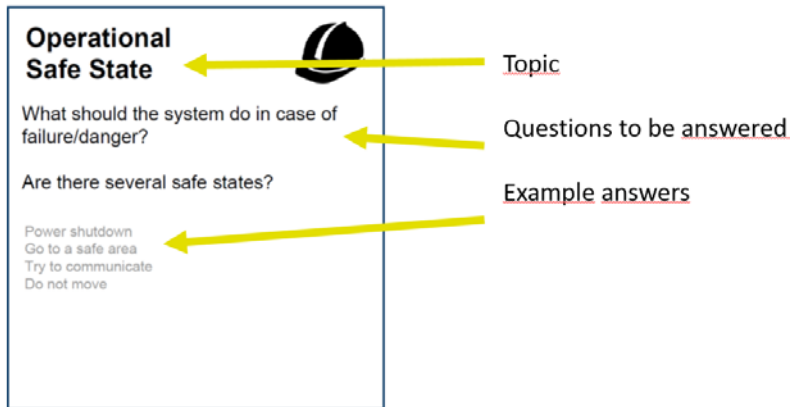 Operational
Safe State
What should the system do in case of
failure/danger?
Are there several safe states?
Power shutdown
Go to a safe area
Try to communicate
Do not move
Topic
Questions to be answered
Example answers